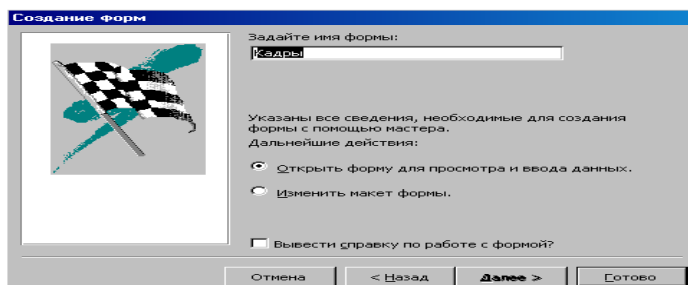 Создание форм
Задайте имя формы:
Кадры
Указаны все сведения, необходимые для создания
формы с помощью мастера.
Дальнейшие действия:
Открыть форму для просмотра и ввода данных.
Изменить макет формы.
Вывести справку по работе с формой?
Отмена
< Назад
Далее >
Готово